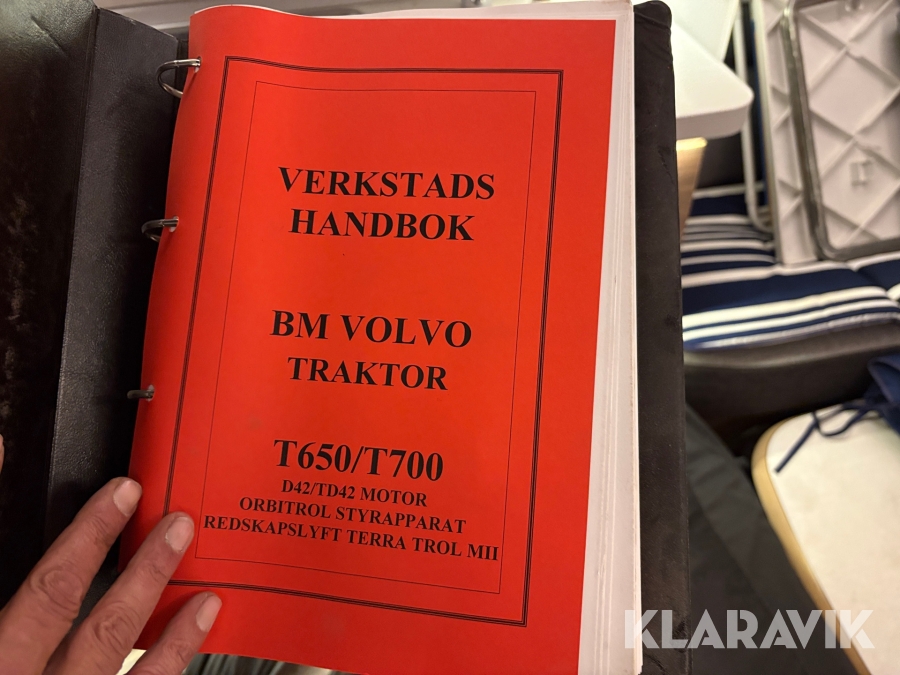 VERKSTADS
HANDBOK
BM VOLVO
TRAKTOR
T650/T700
D42/TD42 MOTOR
ORBITROL STYRAPPARAT
REDSKAPSLYFT TERRA TROL MII
KLARAVIK